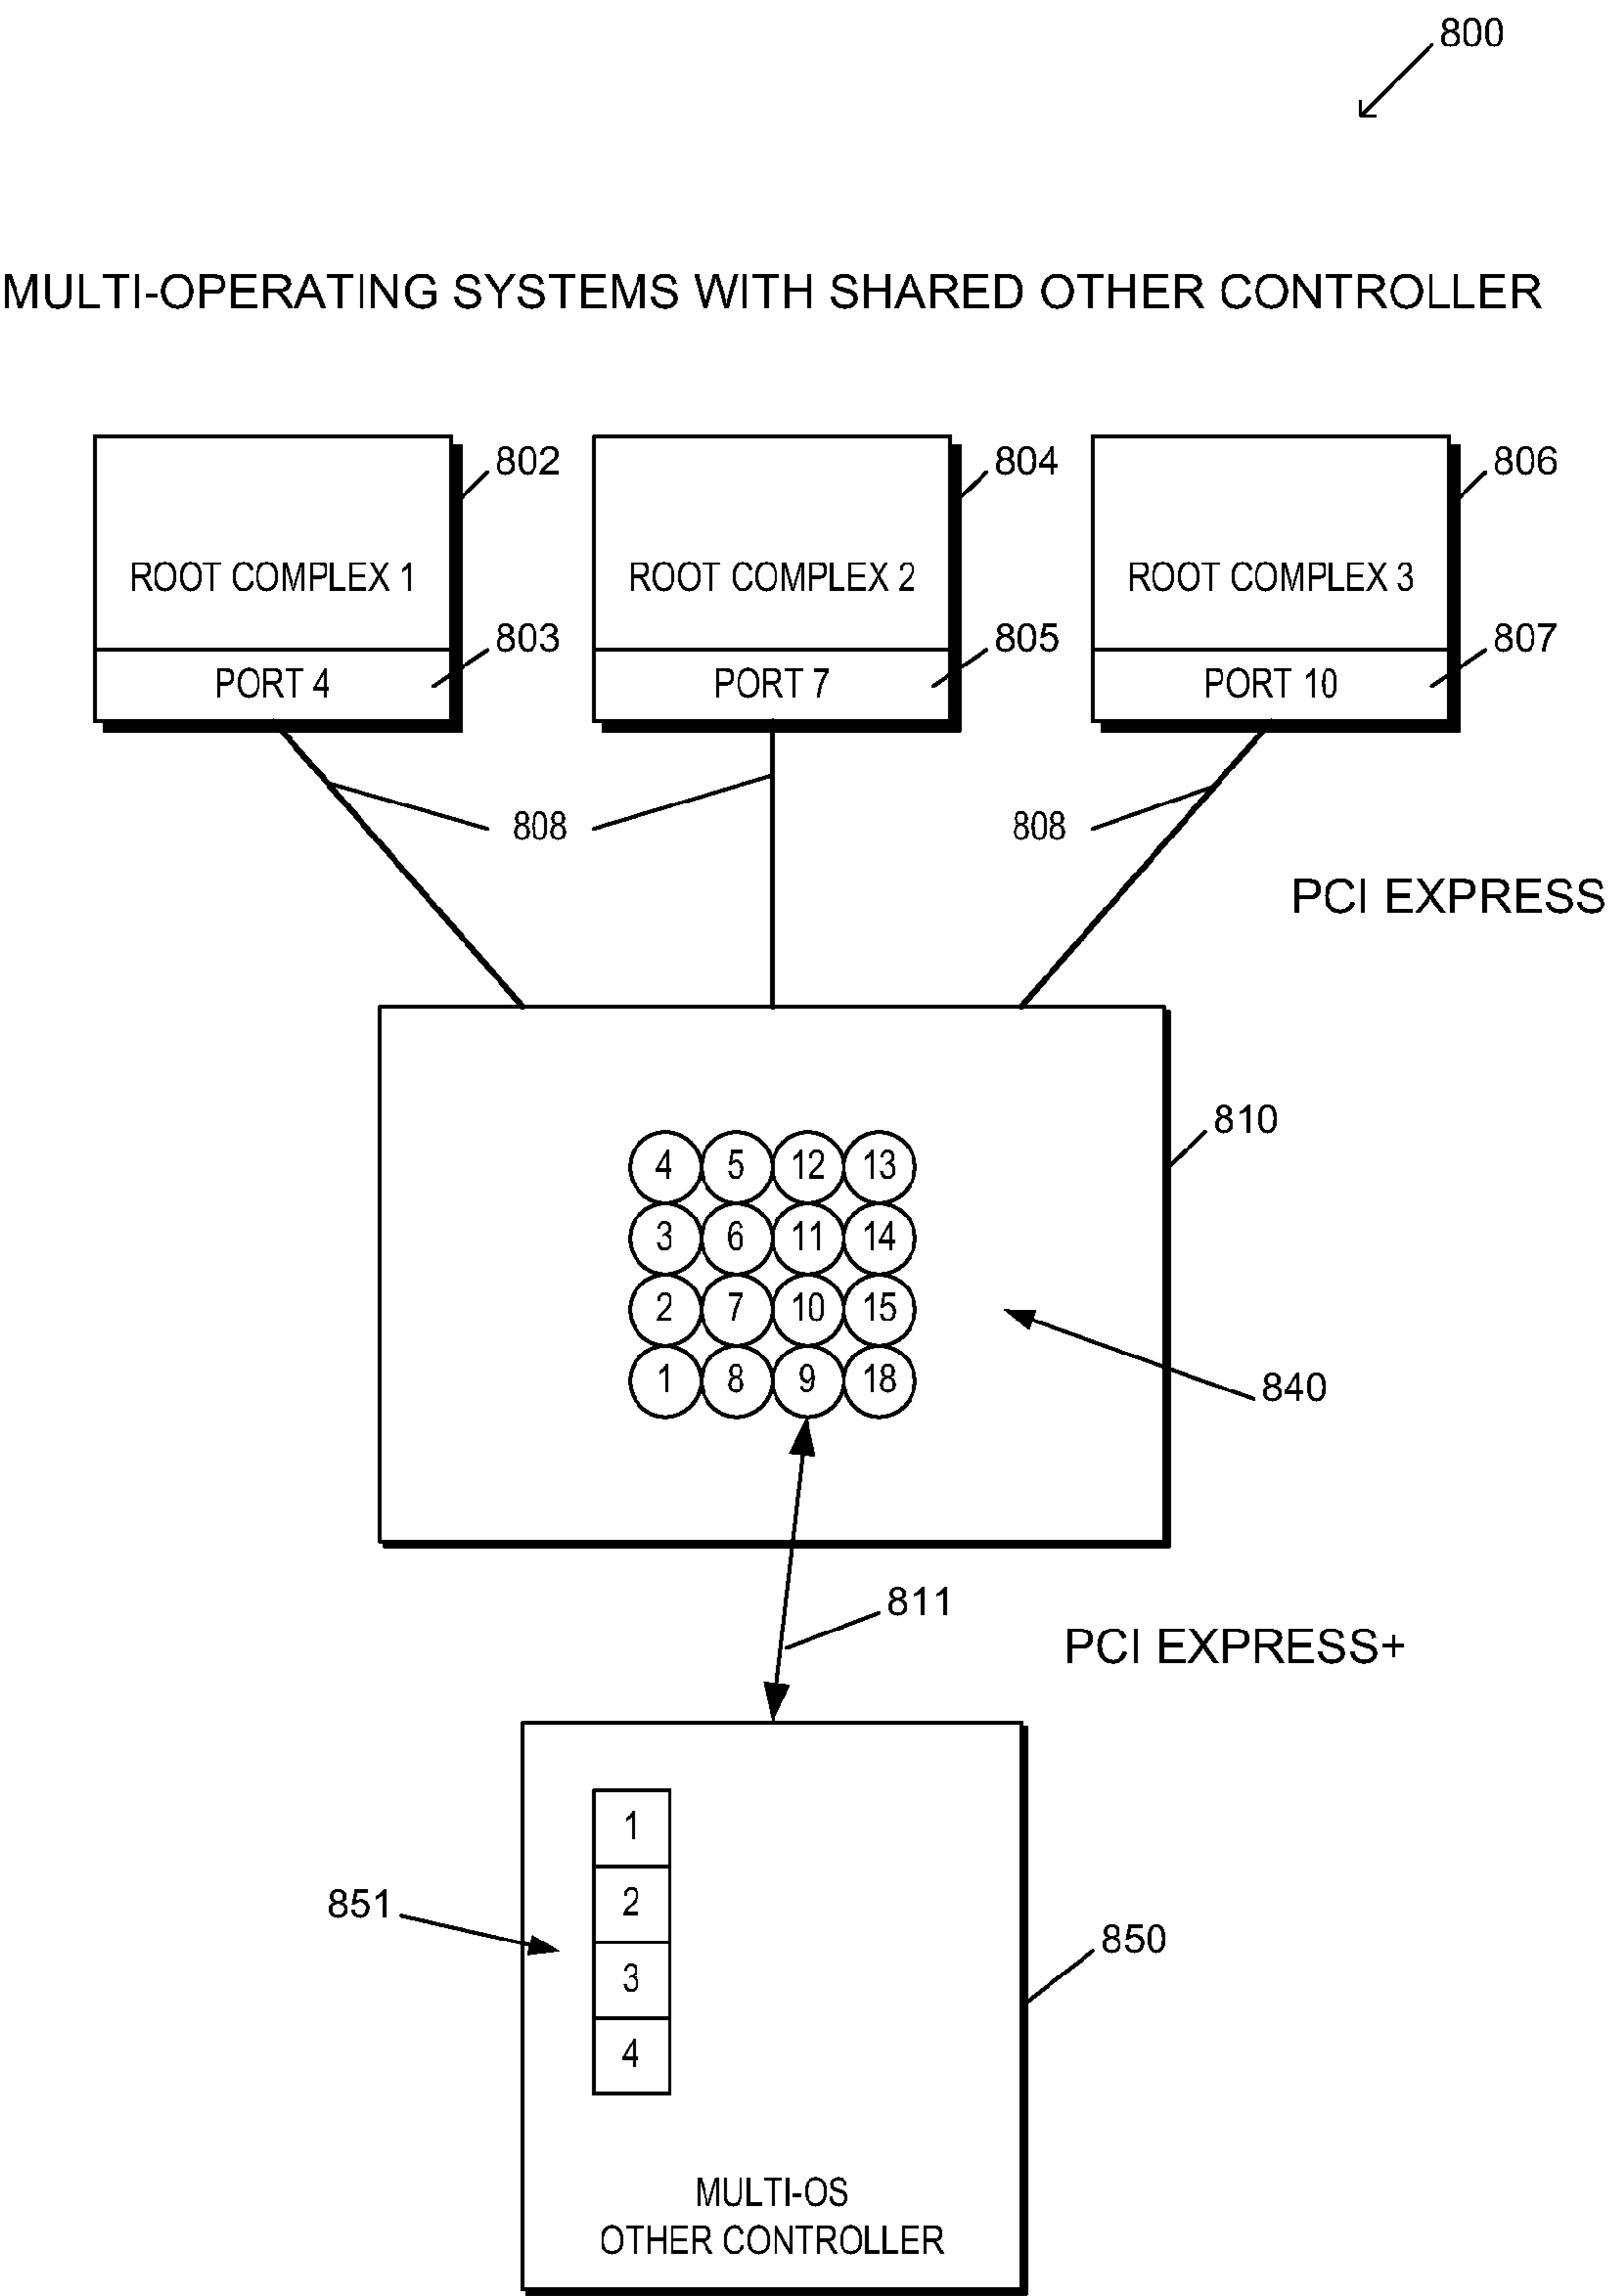 800
MULTI-OPERATING SYSTEMS WITH SHARED OTHER CONTROLLER
802
804
806
ROOT COMPLEX 1
ROOT COMPLEX 2
ROOT COMPLEX 3
803
805
807
PORT 4
PORT 7
PORT 10
808
808
PCI EXPRESS
810
4 5 12 13
3 6 11 14
2 7 10 15
1 8 9 18
840
811
PCI EXPRESS+
1
2
851
850
3
4
MULTI-OS
OTHER CONTROLLER